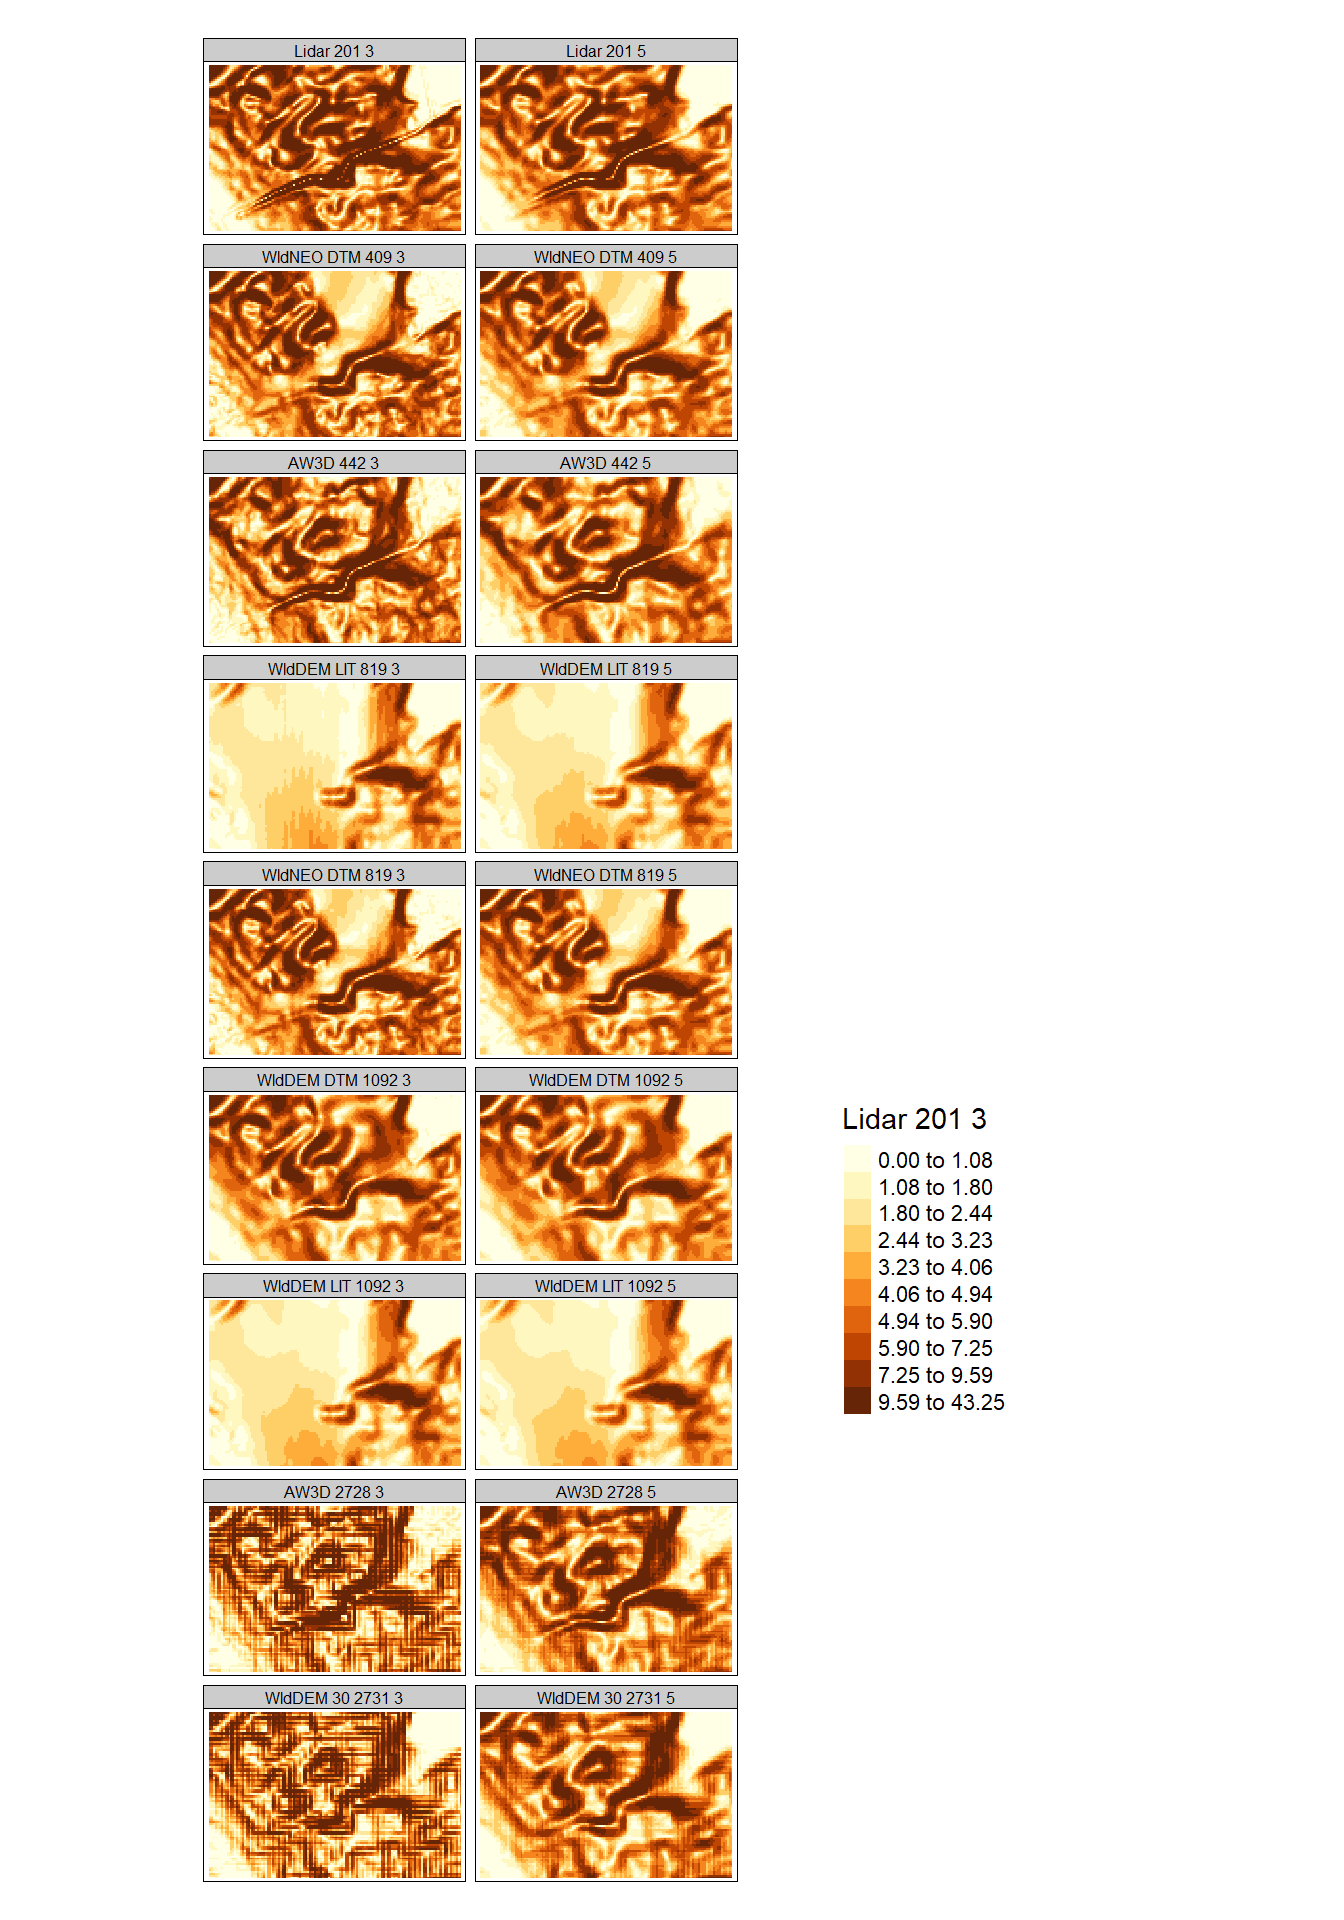 Lidar 201 3
Lidar 201 5
WldNEO DTM 409 3
WldNEO DTM 409 5
AW3D 442 3
AW3D 442 5
WldDEM LIT 819 3
WldDEM LIT 819 5
WldNEO DTM 819 3
WldNEO DTM 819 5
WldDEM DTM 1092 3
WldDEM DTM 1092 5
WldDEM LIT 1092 3
WldDEM LIT 1092 5
AW3D 2728 3
AW3D 2728 5
WldDEM 30 2731 3
WldDEM 30 2731 5
Lidar 201 3
0.00 to 1.08
1.08 to 1.80
1.80 to 2.44
2.44 to 3.23
3.23 to 4.06
4.06 to 4.94
4.94 to 5.90
5.90 to 7.25
7.25 to 9.59
9.59 to 43.25